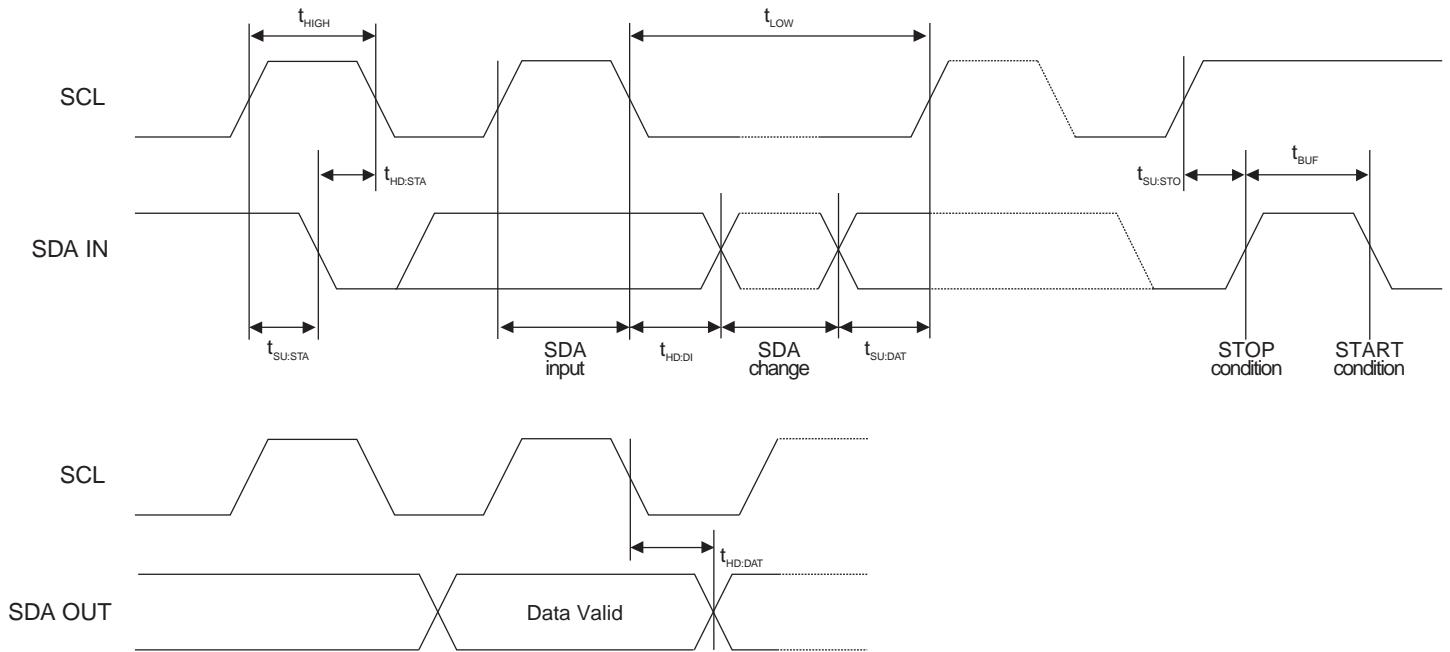 tHIGH
tLOW
SCL
tHD:STA
tSU:STO
tBUF
SDA IN
tSU:STA
SDA
input
tHD:DI
SDA
change
tSU:DAT
STOP
condition
START
condition
SCL
tHD:DAT
SDA OUT
Data Valid